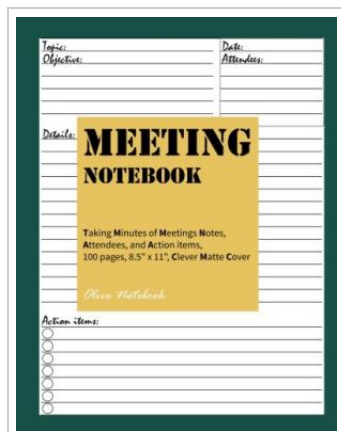 Topic:
Date:
Objective:
Attendees:
Details:
MEETING
NOTEBOOK
Taking Minutes of Meetings Notes,
Attendees, and Action items,
100 pages, 8.5" x 11", Clever Matte Cover
Olive Notebook
Action items: